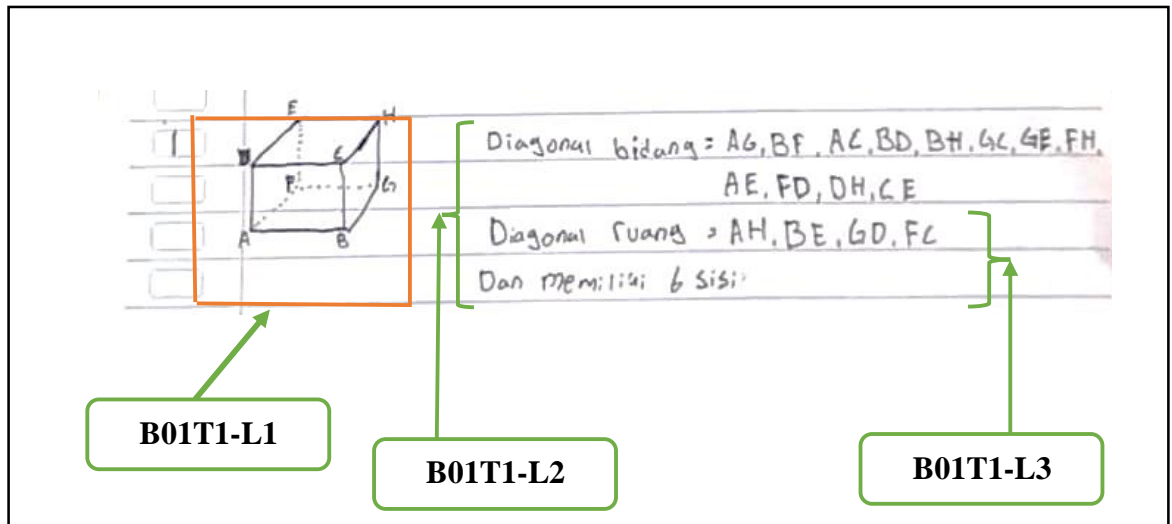 1
E H
D C
F G
A B
Diagonal bidang = AG, BF, AC, BD, BH, GC, GE, FH,
AE, FD, DH, CE
Diagonal ruang = AH, BE, GD, FC
Dan memiliki 6 sisi
B01T1-L1
B01T1-L2
B01T1-L3